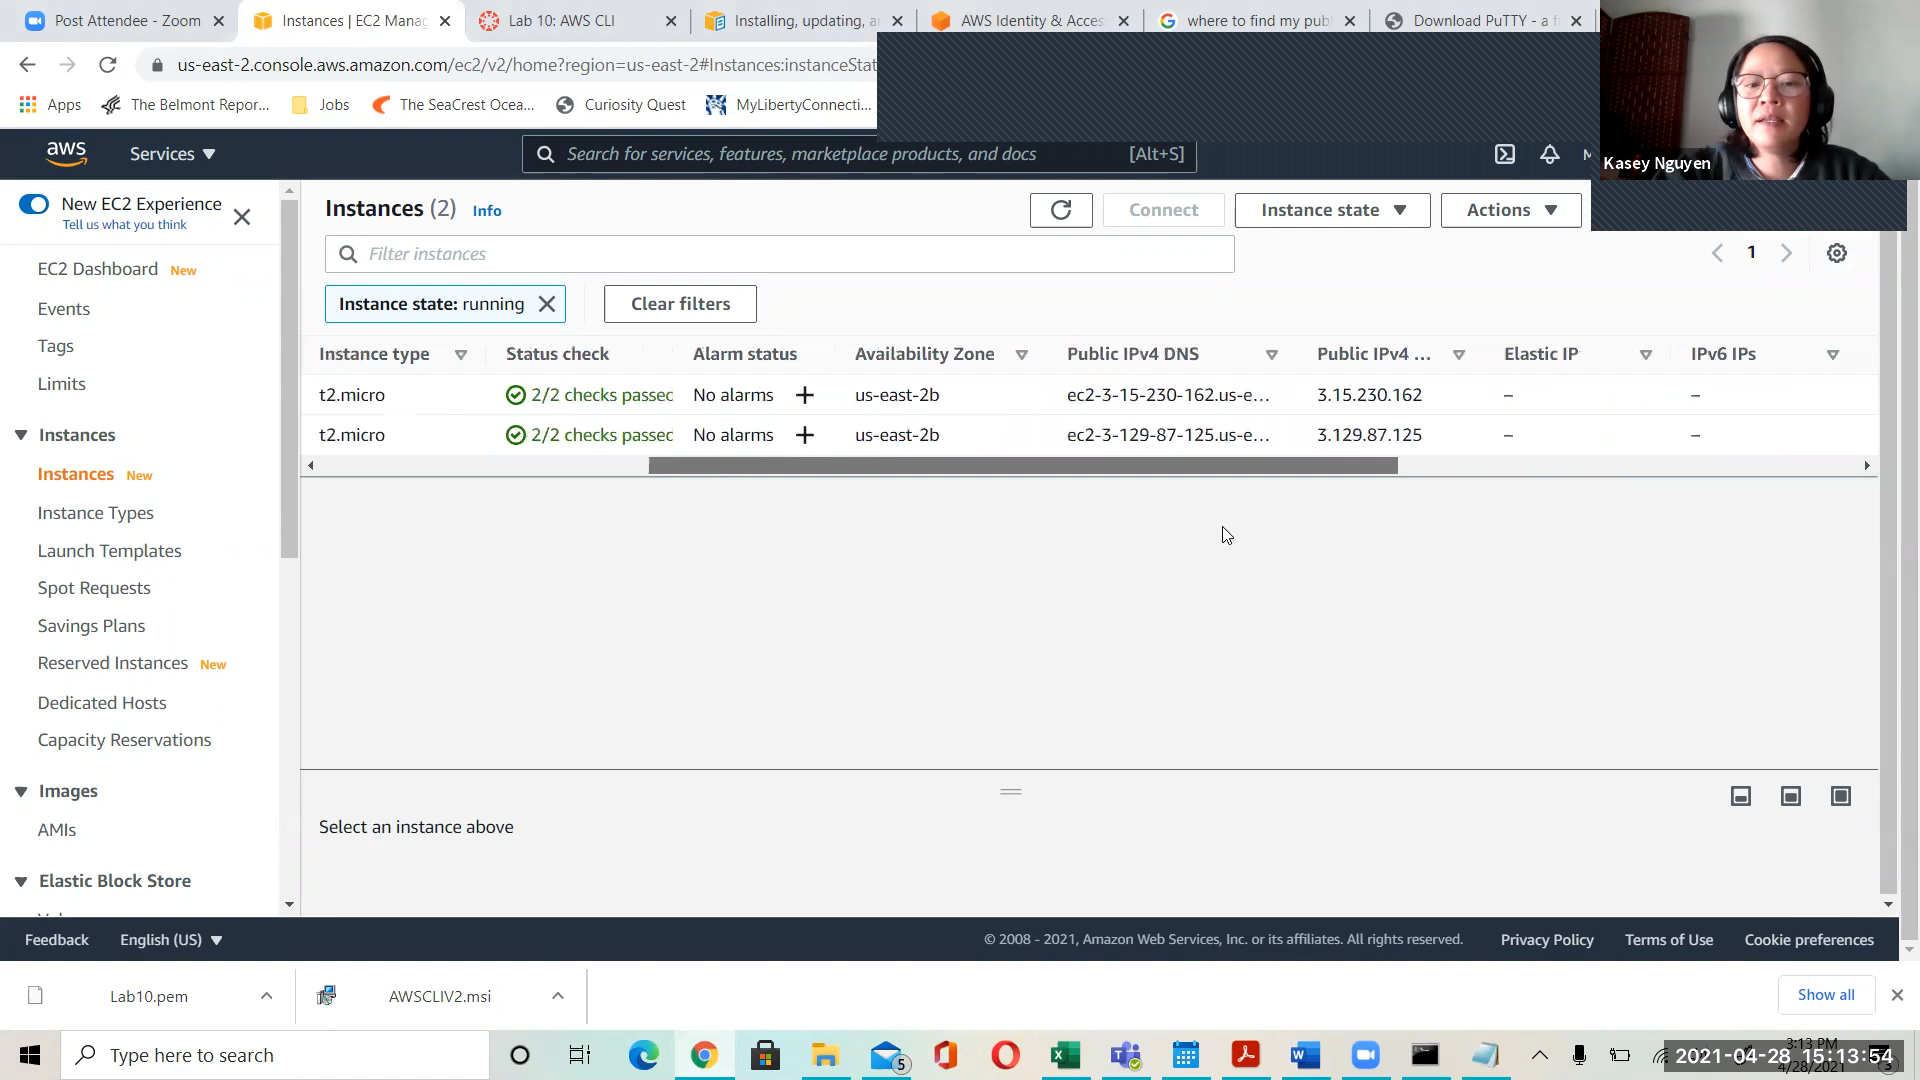 Post Attendee - Zoom
Instances | EC2 Manag
Lab 10: AWS CLI
Installing, updating, a
AWS Identity & Acces
where to find my pub
Download PuTTY - a f
us-east-2.console.aws.amazon.com/ec2/v2/home?region=us-east-2#Instances:instanceStat
Apps
The Belmont Repor...
Jobs
The SeaCrest Ocea...
Curiosity Quest
MyLibertyConnecti...
Kasey Nguyen
aws
Services
Search for services, features, marketplace products, and docs
[Alt+S]
New EC2 Experience
Tell us what you think
EC2 Dashboard New
Events
Tags
Limits
Instances
Instances New
Instance Types
Launch Templates
Spot Requests
Savings Plans
Reserved Instances New
Dedicated Hosts
Capacity Reservations
Images
AMIs
Elastic Block Store
Instances (2) Info
Connect
Instance state
Actions
Filter instances
1
Instance state: running
Clear filters
Instance type Status check Alarm status Availability Zone Public IPv4 DNS Public IPv4 ... Elastic IP IPv6 IPs
t2.micro 2/2 checks passed No alarms + us-east-2b ec2-3-15-230-162.us-e... 3.15.230.162 – –
t2.micro 2/2 checks passed No alarms + us-east-2b ec2-3-129-87-125.us-e... 3.129.87.125 – –
Select an instance above
Feedback
English (US)
© 2008 - 2021, Amazon Web Services, Inc. or its affiliates. All rights reserved.
Privacy Policy
Terms of Use
Cookie preferences
Lab10.pem
AWSCLIV2.msi
Show all
Type here to search
5
3:13 PM
2021-04-28 15:13:54